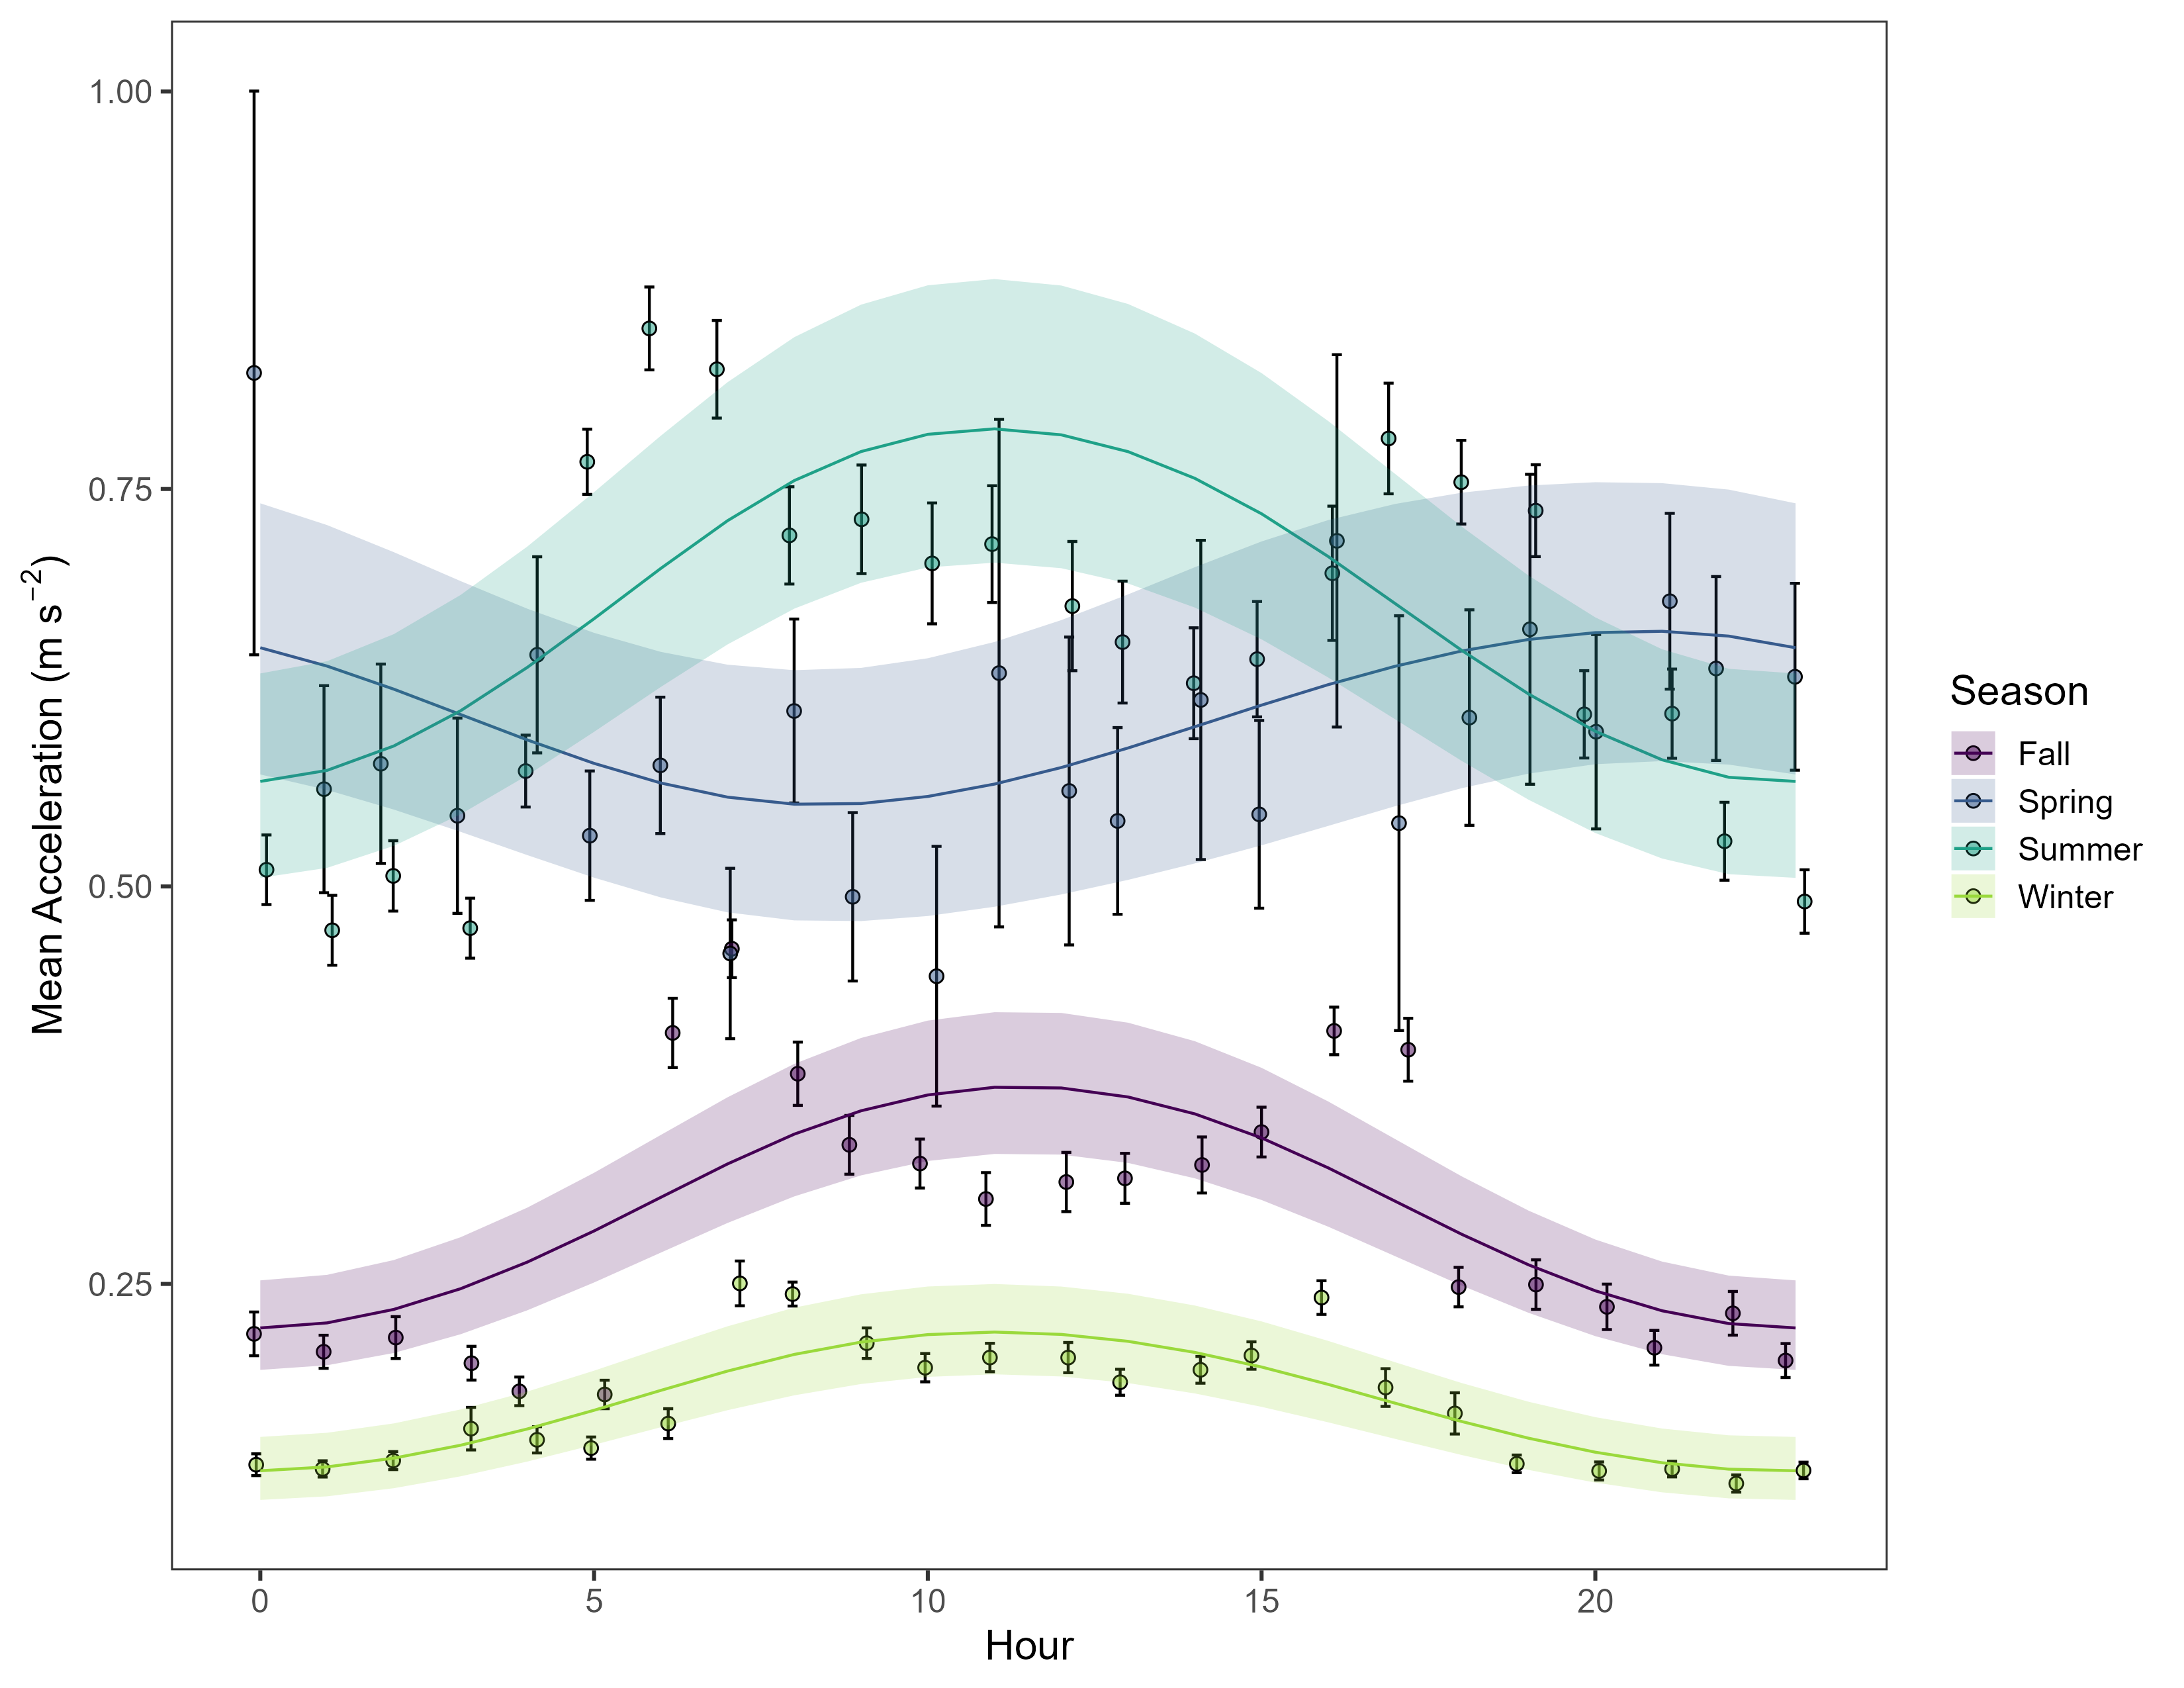 1.00
0.75
0.50
0.25
Mean Acceleration (m s⁻²)
0 5 10 15 20
Hour
Season
Fall
Spring
Summer
Winter